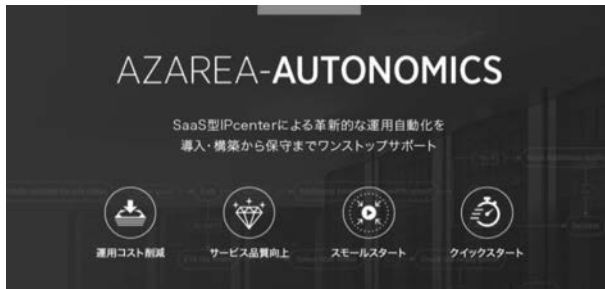 AZAREA-AUTONOMICS
SaaS型IPcenterによる革新的な運用自動化を
導入・構築から保守までワンストップサポート
運用コスト削減
サービス品質向上
スモールスタート
クイックスタート